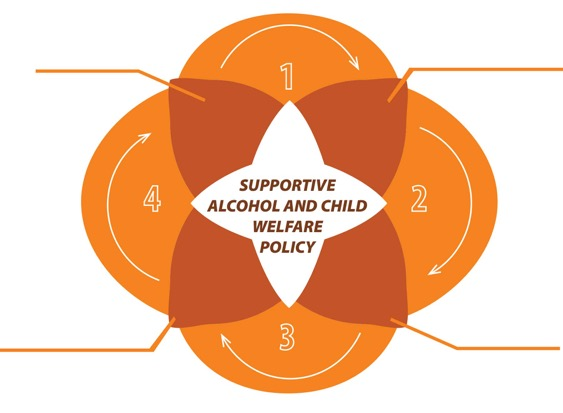 1
SUPPORTIVE
ALCOHOL AND CHILD
WELFARE
POLICY
4
2
3